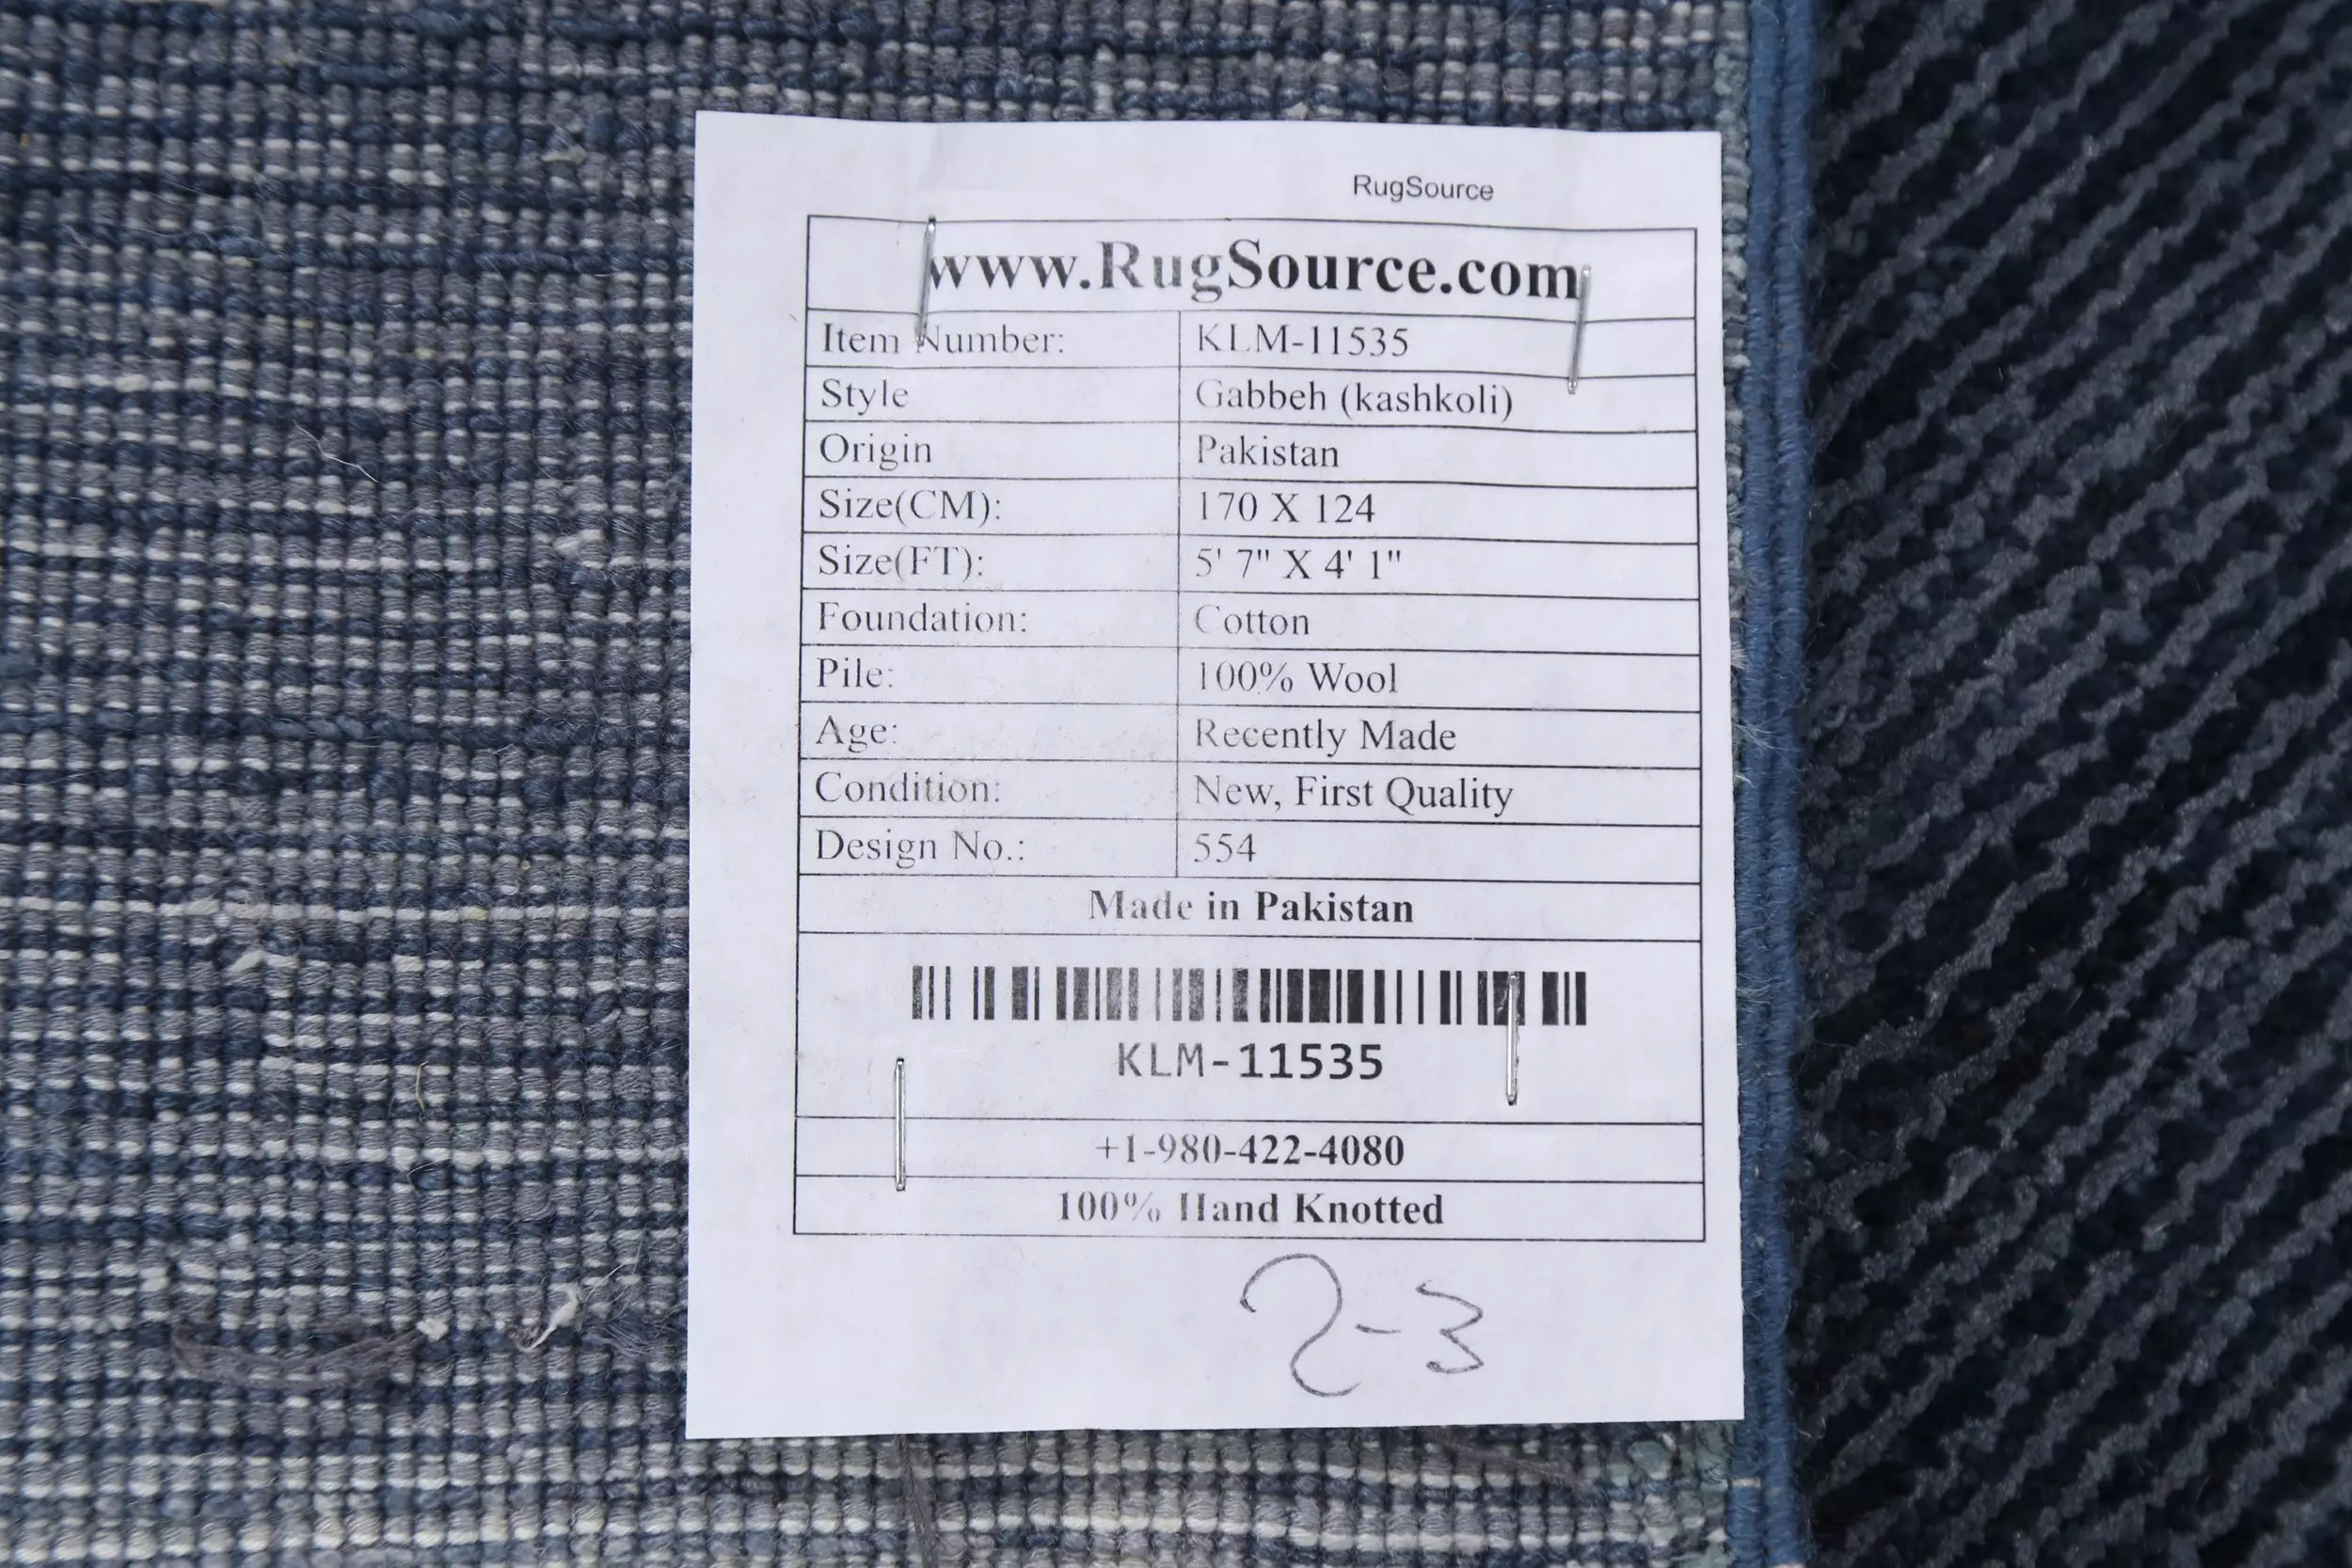 RugSource
www.RugSource.com
Item Number: KLM-11535
Style Gabbeh (kashkoli)
Origin Pakistan
Size(CM): 170 X 124
Size(FT): 5' 7" X 4' 1"
Foundation: Cotton
Pile: 100% Wool
Age: Recently Made
Condition: New, First Quality
Design No.: 554
Made in Pakistan
KLM-11535
+1-980-422-4080
100% Hand Knotted
2-3